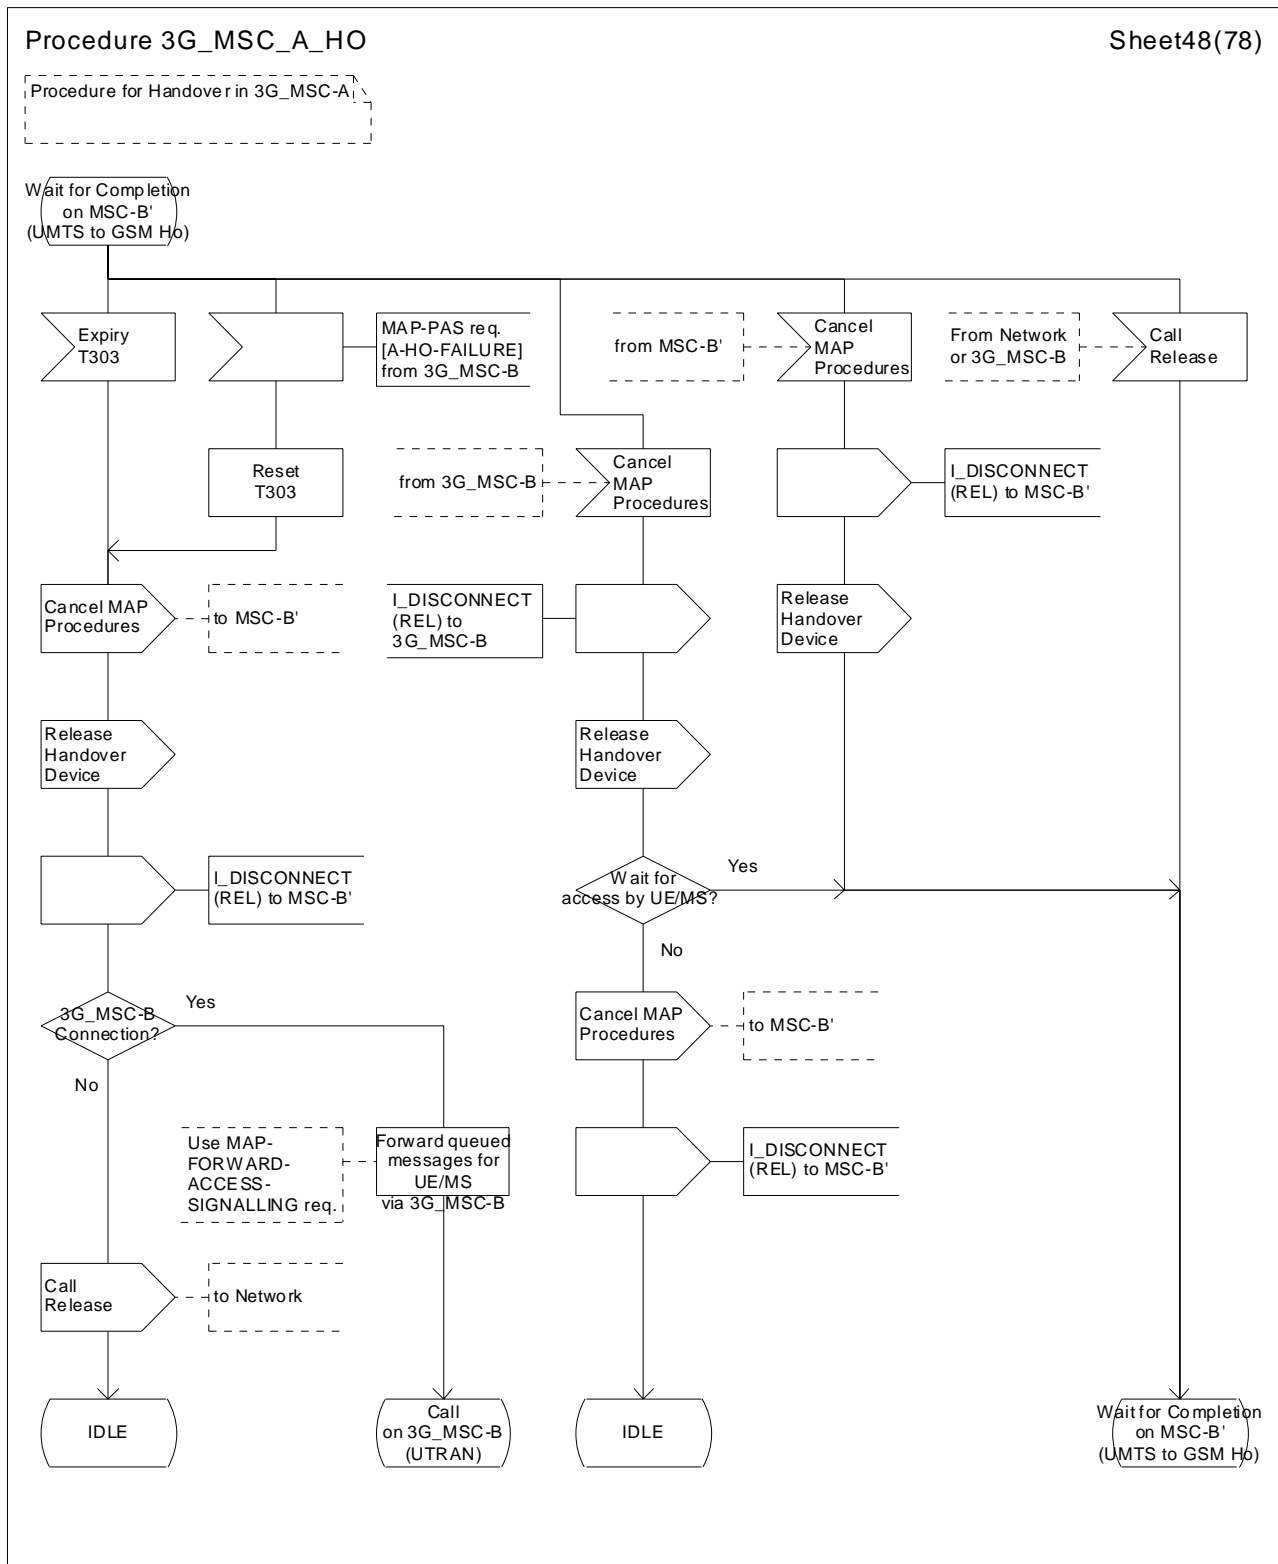 Procedure 3G_MSC_A_HO
Sheet48(78)
Procedure for Handover in 3G_MSC-A
Wait for Completion
on MSC-B'
(UMTS to GSM Ho)
Expiry
T303
MAP-PAS req.
[A-HO-FAILURE]
from 3G_MSC-B
from MSC-B'
Cancel
MAP
Procedures
From Network
or 3G_MSC-B
Call
Release
Reset
T303
from 3G_MSC-B
Cancel
MAP
Procedures
I_DISCONNECT
(REL) to MSC-B'
Cancel MAP
Procedures
to MSC-B'
I_DISCONNECT
(REL) to
3G_MSC-B
Release
Handover
Device
Release
Handover
Device
Release
Handover
Device
I_DISCONNECT
(REL) to MSC-B'
Wait for
access by UE/MS?
Yes
No
3G_MSC-B
Connection?
Yes
No
Cancel MAP
Procedures
to MSC-B'
Use MAP-
FORWARD-
ACCESS-
SIGNALLING req.
Forward queued
messages for
UE/MS
via 3G_MSC-B
I_DISCONNECT
(REL) to MSC-B'
Call
Release
to Network
IDLE
Call
on 3G_MSC-B
(UTRAN)
IDLE
Wait for Completion
on MSC-B'
(UMTS to GSM Ho)